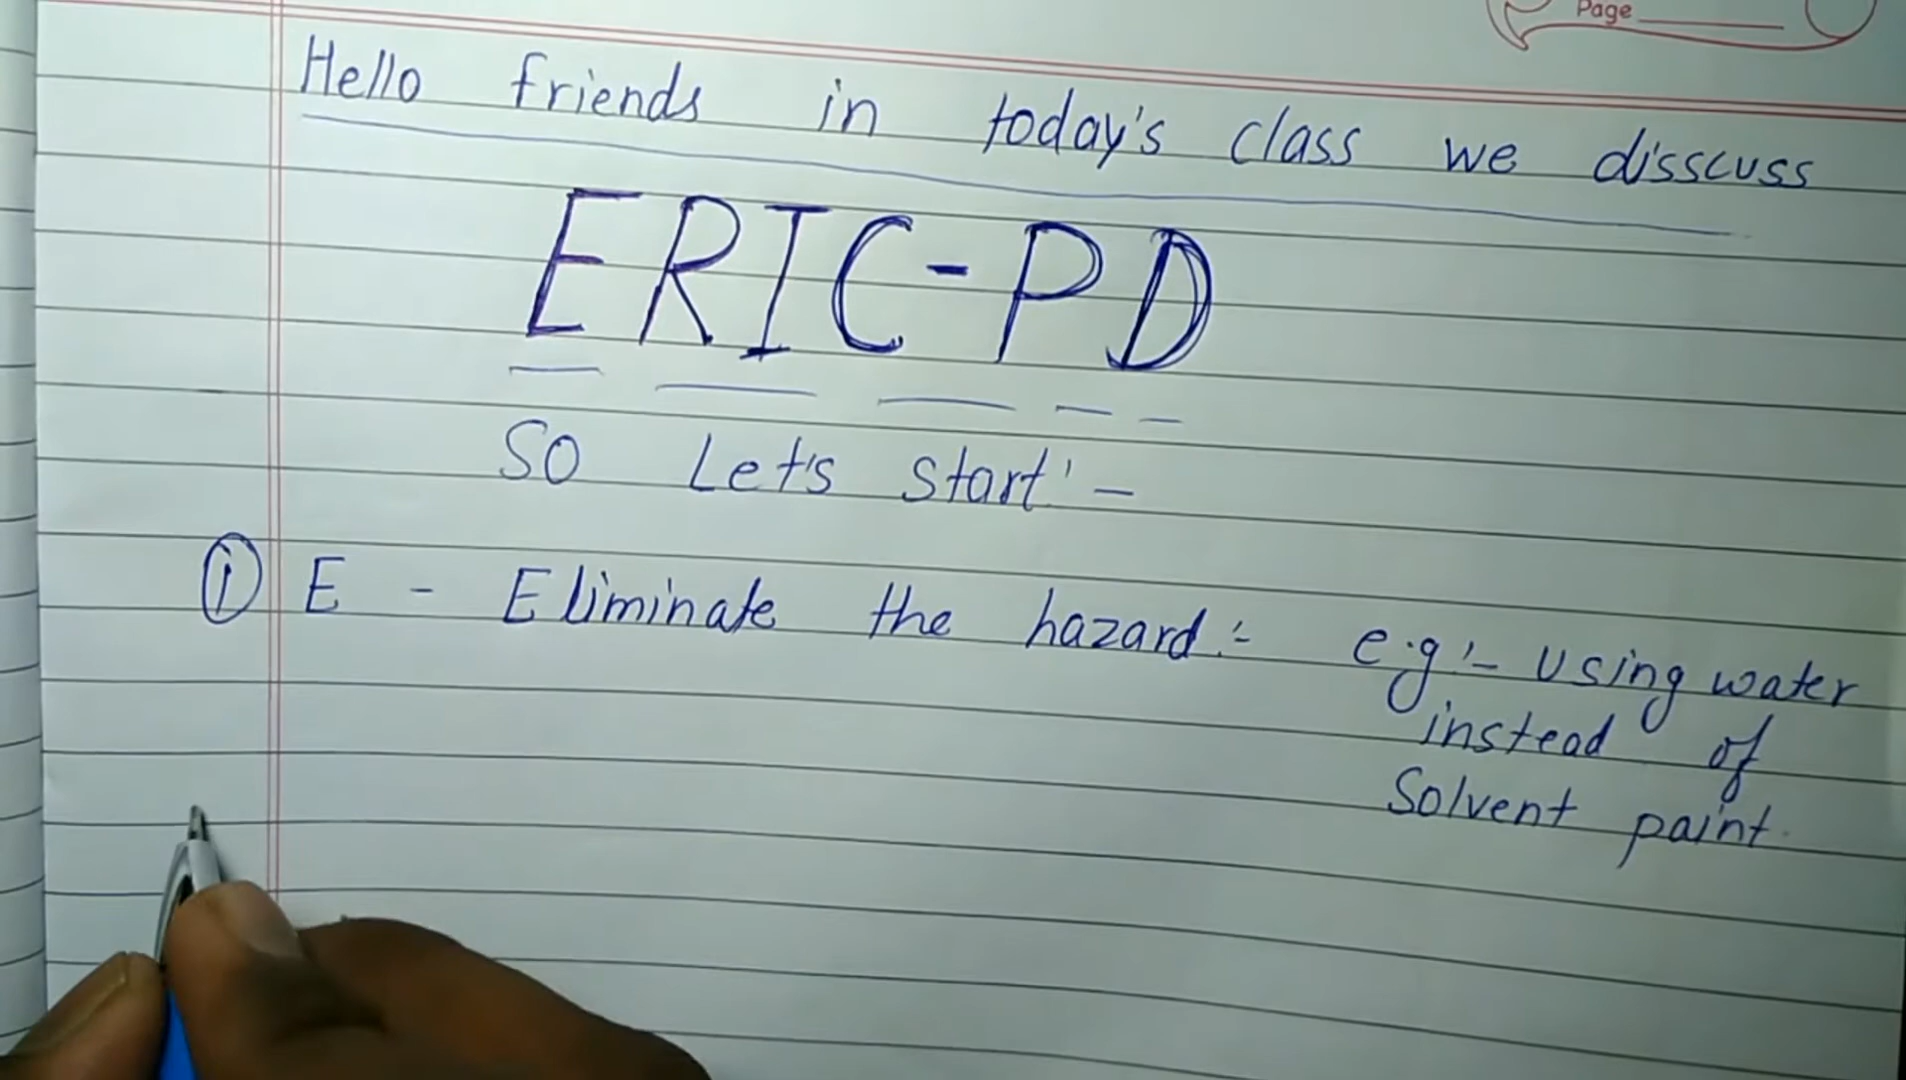 Page
Hello friends in today's class we disscuss
ERIC-PD
SO Let's start :-
① E - Eliminate the hazard :- e.g :- Using water
instead of
Solvent paint.